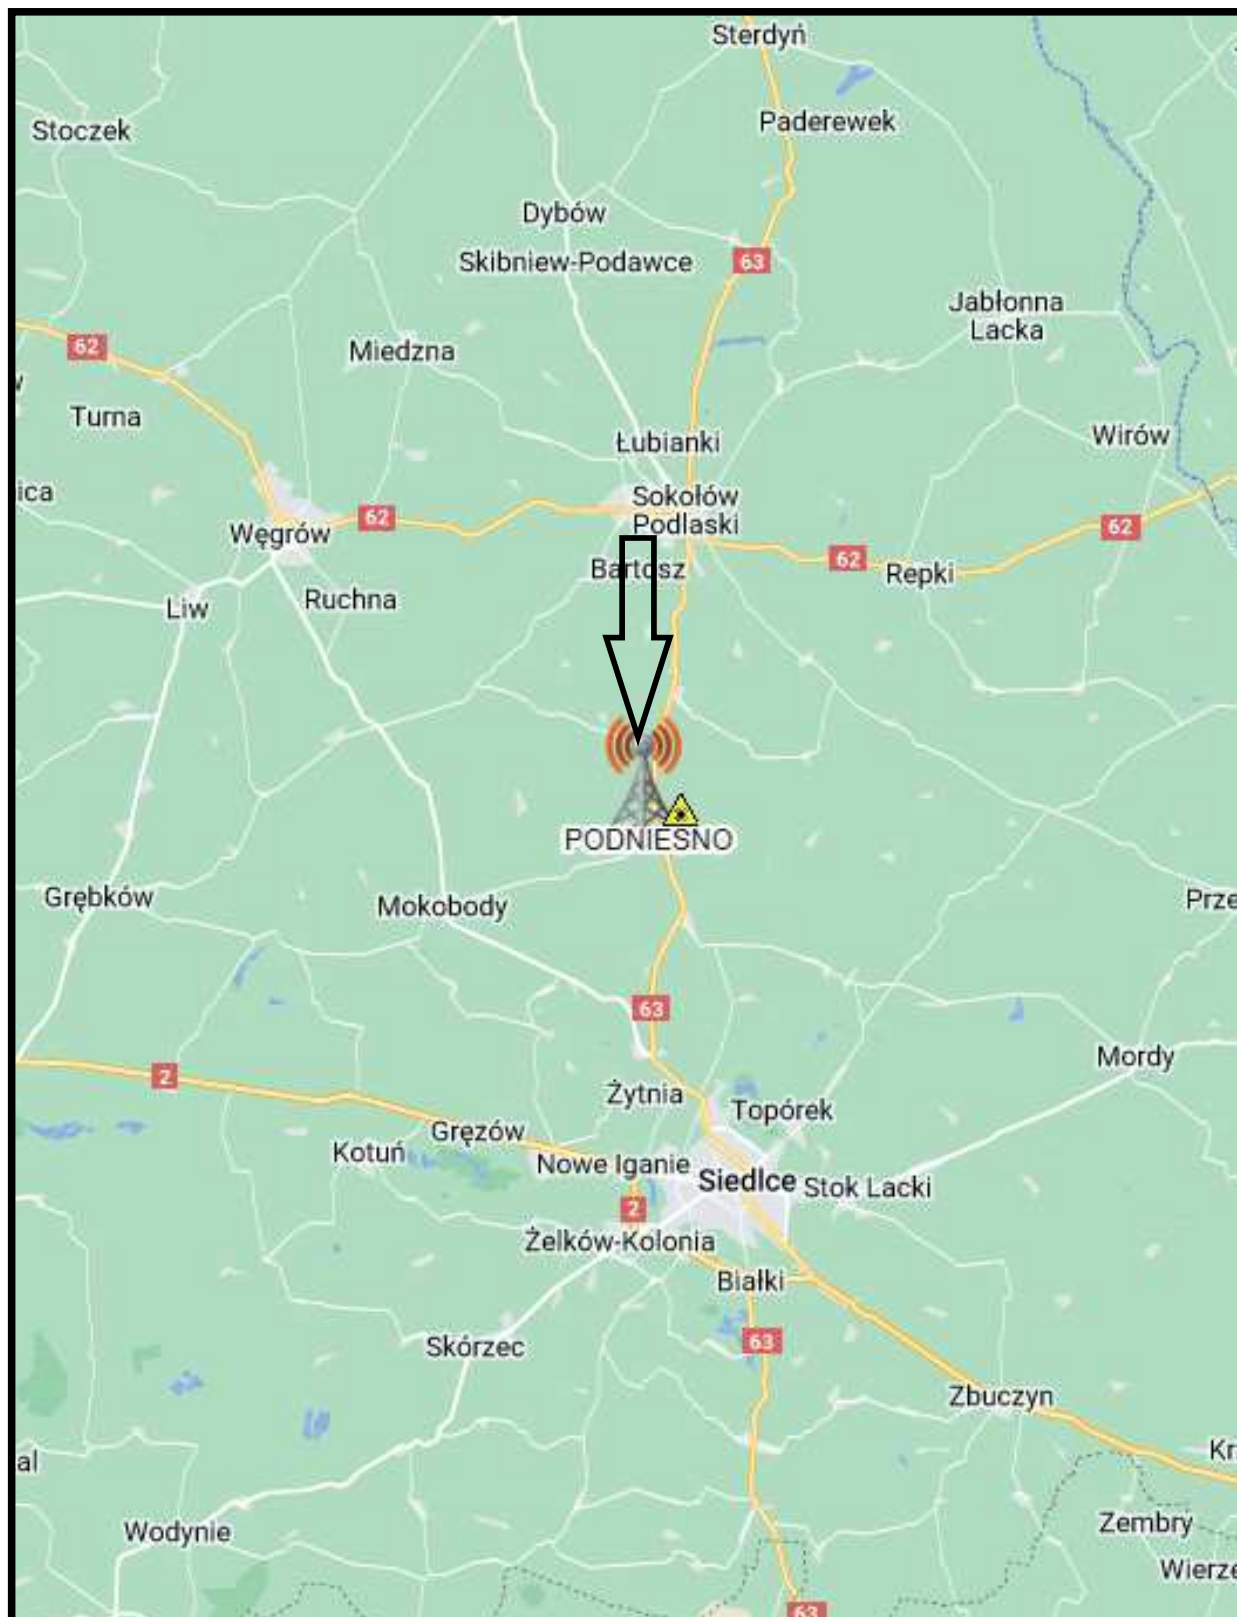 Sterdyń
Paderewek
Stoczek
Dybów
Skibniew-Podawce
63
Jabłonna
Lacka
62
Miedzna
Turna
Łubianki
Wirów
ica
Sokołów
Podlaski
62
Węgrów
62
62
Bartosz
Repki
Ruchna
Liw
PODNIESNO
Grębków
Mokobody
Prze
63
Mordy
2
Żytnia
Topórek
Gręzów
Kotuń
Nowe Iganie
Siedlce
Stok Lacki
2
Żelków-Kolonia
Białki
63
Skórzec
Zbuczyn
Kr
al
Wodynie
Zembry
Wierze
63